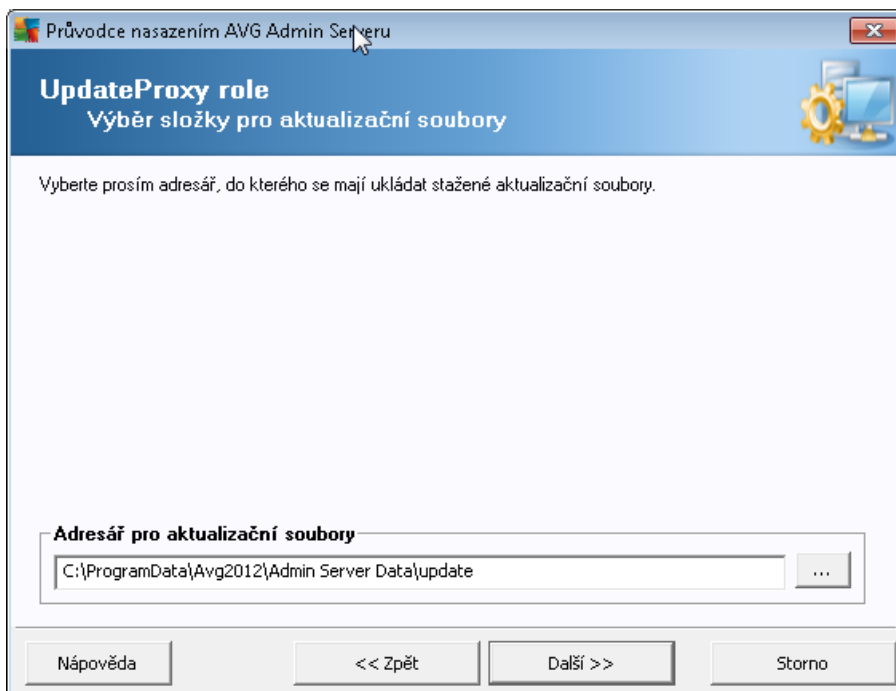 Průvodce nasazením AVG Admin Serveru
UpdateProxy role
Výběr složky pro aktualizační soubory
Vyberte prosím adresář, do kterého se mají ukládat stažené aktualizační soubory.
Adresář pro aktualizační soubory
C:\ProgramData\Avg2012\Admin Server Data\update
...
Nápověda
<< Zpět
Další >>
Storno